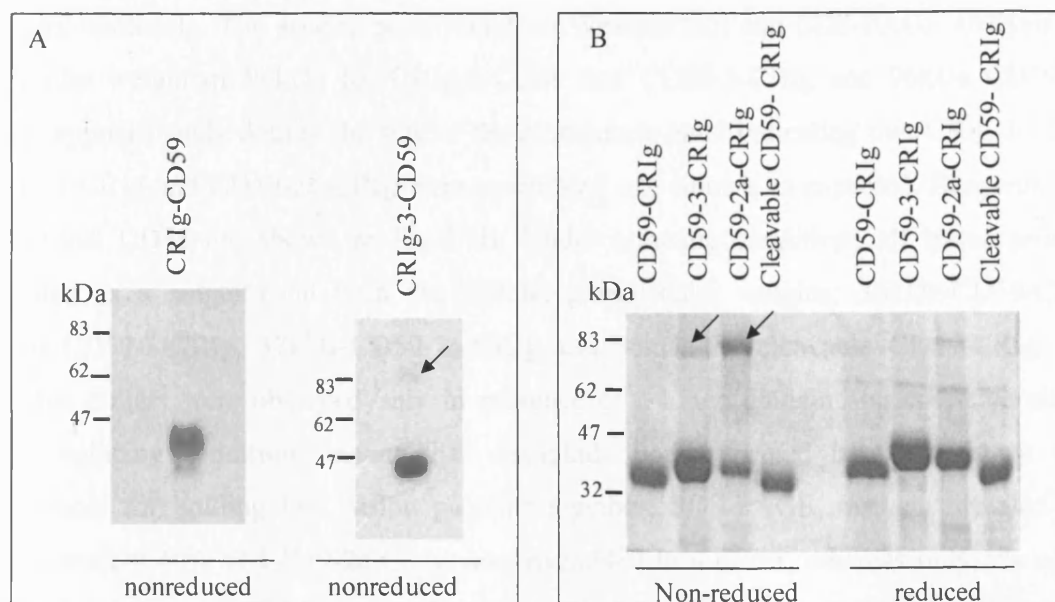 A
CRIg-CD59
CRIg-3-CD59
kDa
83
62
47
83
62
47
nonreduced
nonreduced
B
CD59-CRIg
CD59-3-CRIg
CD59-2a-CRIg
Cleavable CD59- CRIg
CD59-CRIg
CD59-3-CRIg
CD59-2a-CRIg
Cleavable CD59- CRIg
kDa
83
62
47
32
Non-reduced
reduced